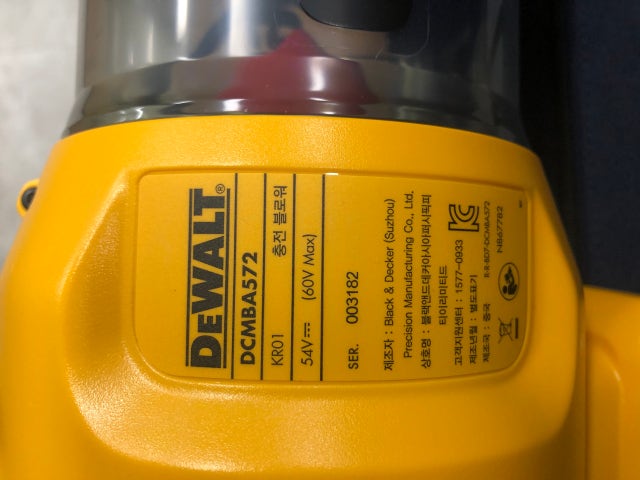 DEWALT®
DCMBA572
KR01 충전 블로워
54V⎓ (60V Max)
SER. 003182
제조자 : Black & Decker (Suzhou)
Precision Manufacturing Co., Ltd.
상호명 : 블랙앤드데커아시아퍼시픽피
티이리미티드
고객지원센터 : 1577-0933
제조년월 : 별도표기
제조국 : 중국
R-R-BD7-DCMBA572
NB67782